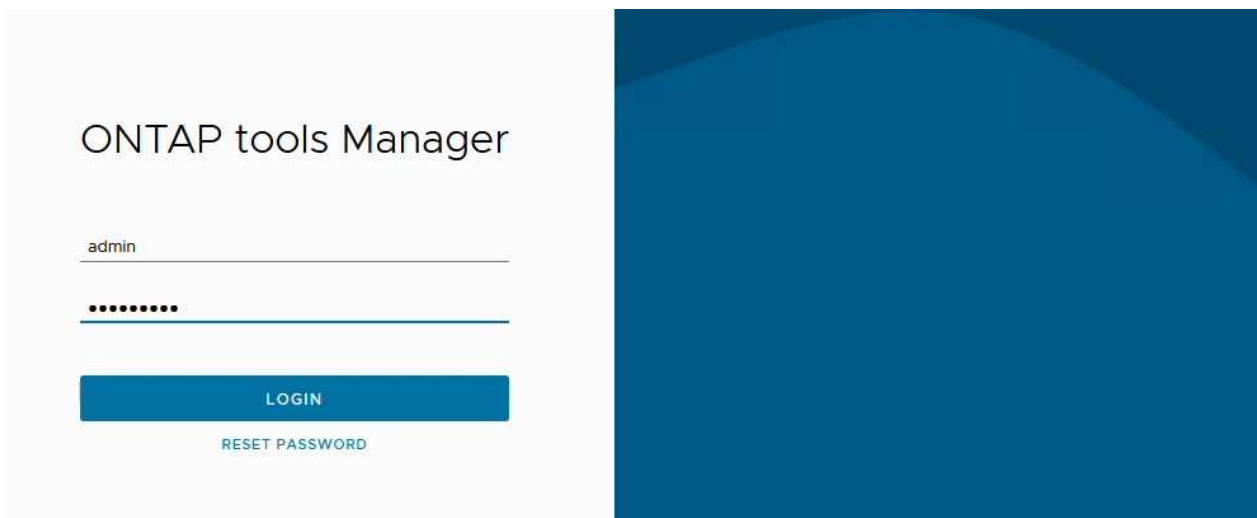 ONTAP tools Manager
admin
•••••••••
LOGIN
RESET PASSWORD